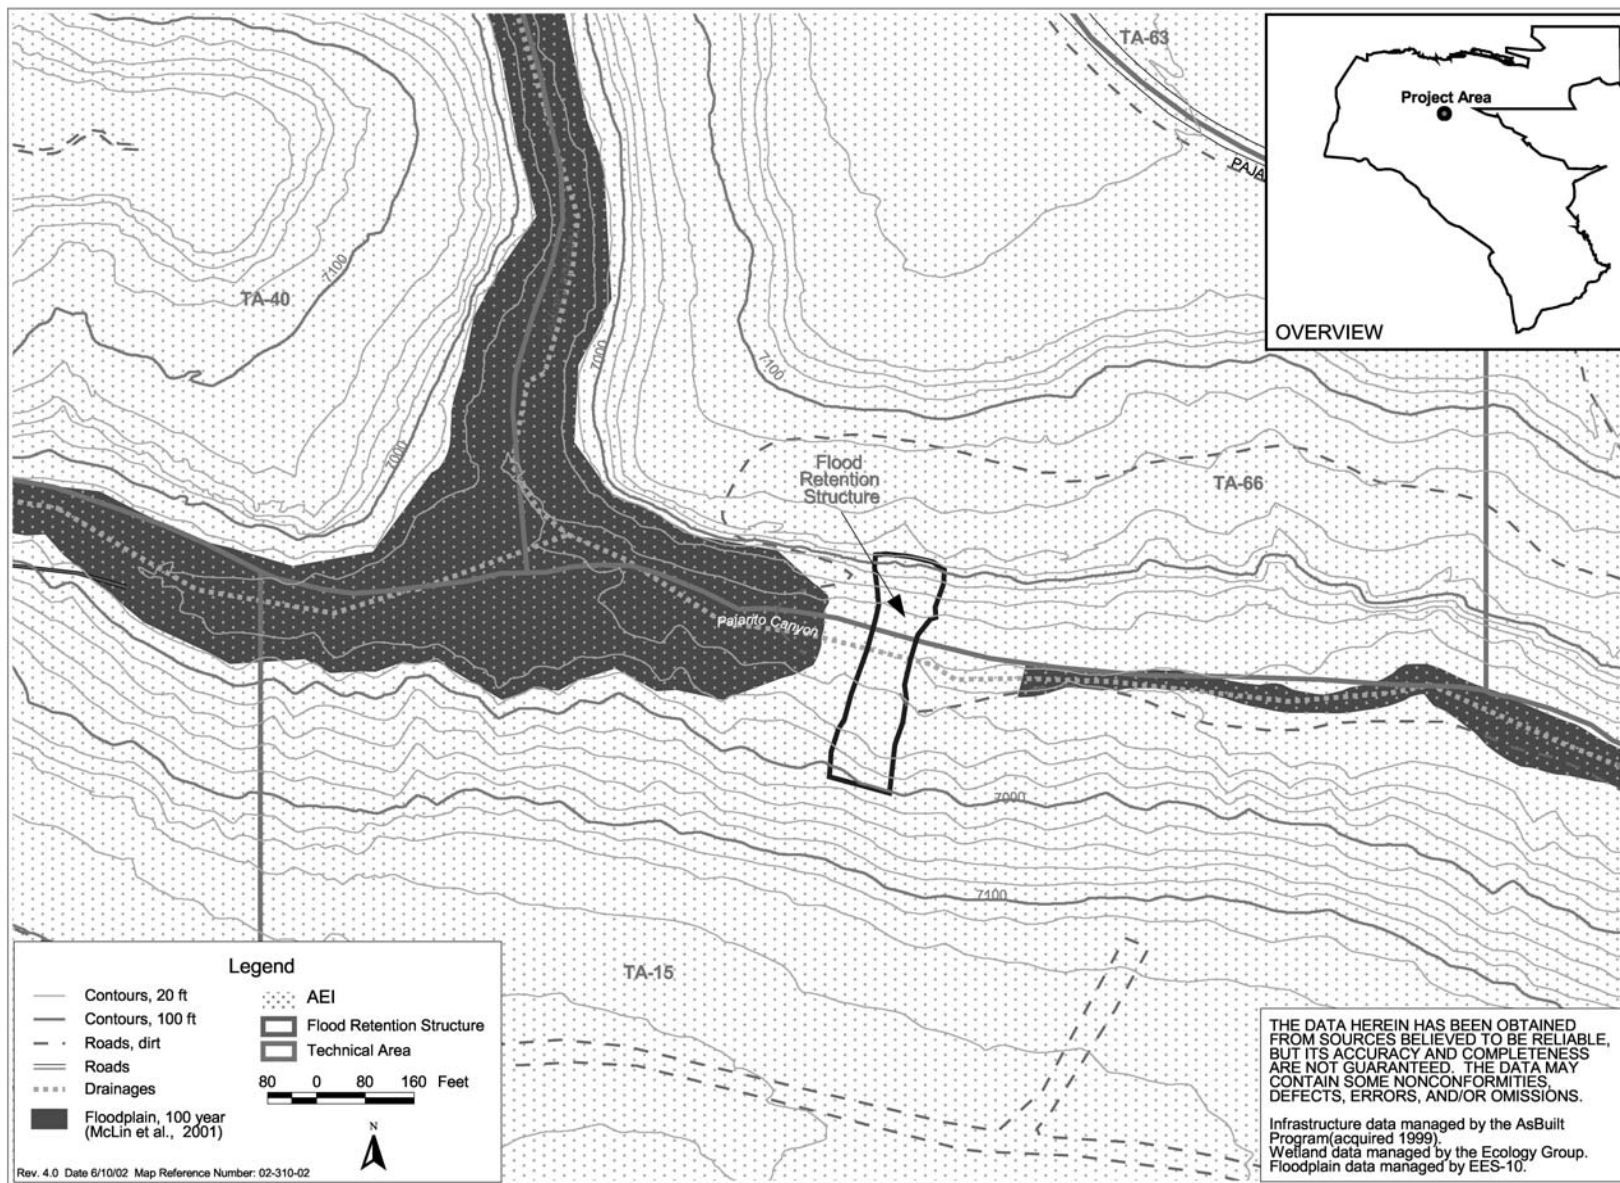 TA-63
PAJA
Project Area
OVERVIEW
7100
TA-40
7000
7100
7000
Flood
Retention
Structure
TA-66
Pajarito Canyon
7000
7100
TA-15
Legend
Contours, 20 ft
Contours, 100 ft
Roads, dirt
Roads
Drainages
Floodplain, 100 year
(McLin et al., 2001)
AEI
Flood Retention Structure
Technical Area
80 0 80 160 Feet
N
Rev. 4.0 Date 6/10/02 Map Reference Number: 02-310-02
THE DATA HEREIN HAS BEEN OBTAINED
FROM SOURCES BELIEVED TO BE RELIABLE,
BUT ITS ACCURACY AND COMPLETENESS
ARE NOT GUARANTEED. THE DATA MAY
CONTAIN SOME NONCONFORMITIES,
DEFECTS, ERRORS, AND/OR OMISSIONS.
Infrastructure data managed by the AsBuilt
Program(acquired 1999).
Wetland data managed by the Ecology Group.
Floodplain data managed by EES-10.